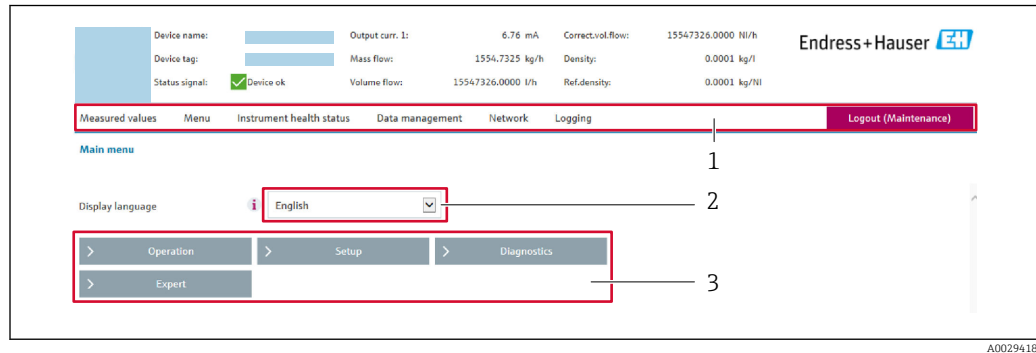 Device name: Output curr. 1: 6.76 mA Correct.vol.flow: 15547326.0000 Nl/h
Endress+Hauser EH
Device tag: Mass flow: 1554.7325 kg/h Density: 0.0001 kg/l
Status signal: Device ok Volume flow: 15547326.0000 l/h Ref.density: 0.0001 kg/Nl
Measured values Menu Instrument health status Data management Network Logging Logout (Maintenance)
1
Main menu
Display language i English 2
> Operation > Setup > Diagnostics
> Expert 3
A0029418